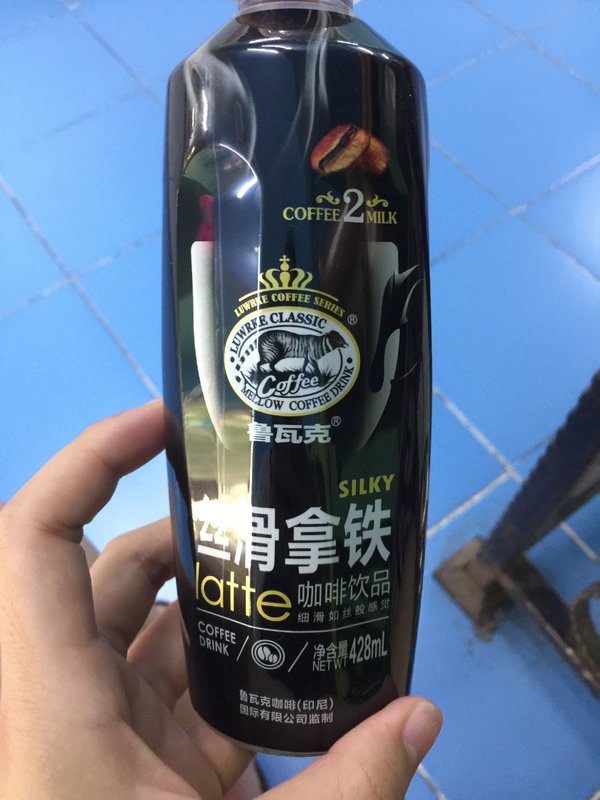 COFFEE 2 MILK
LUWRKE COFFEE SERIES
®
LUWRKE CLASSIC
Coffee
MELLOW COFFEE DRINK
鲁瓦克®
SILKY
丝滑拿铁
latte 咖啡饮品
细滑如丝般感觉
COFFEE
DRINK
净含量
NETWT 428mL
鲁瓦克咖啡(印尼)
国际有限公司监制